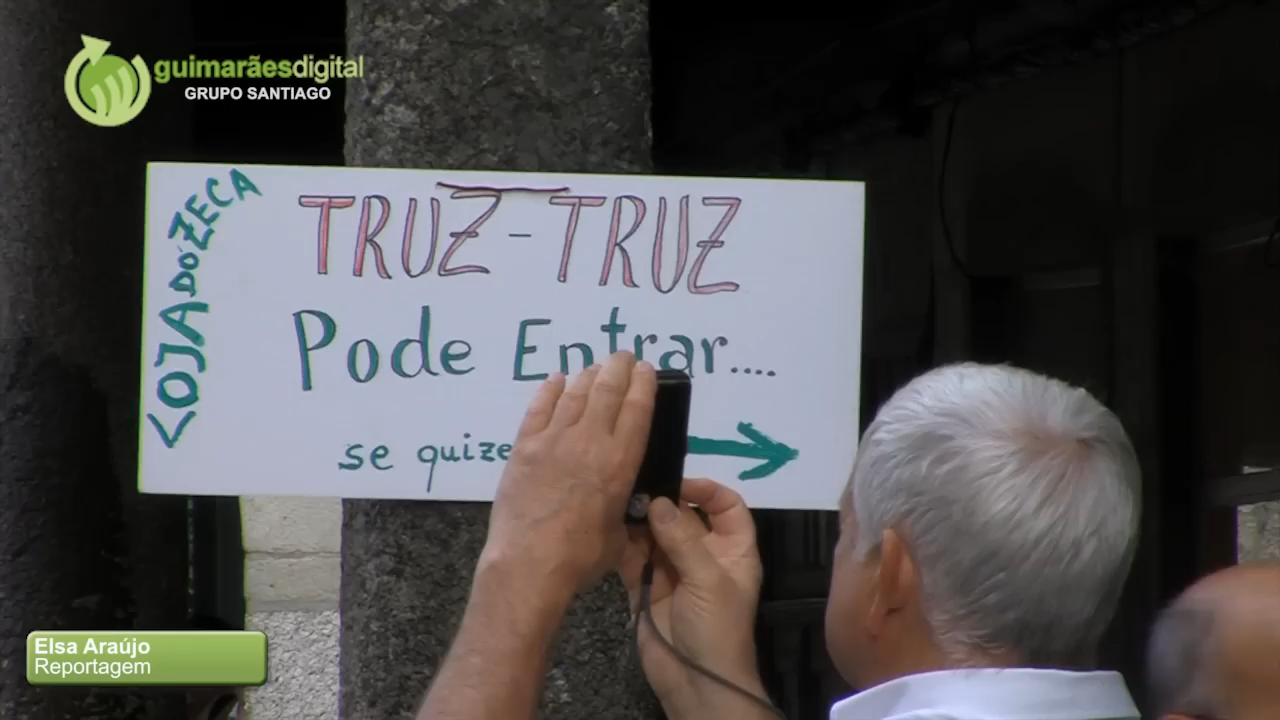 guimarãesdigital
GRUPO SANTIAGO
LOJA DO ZECA
TRUZ-TRUZ
Pode Entrar....
se quize
Elsa Araújo
Reportagem